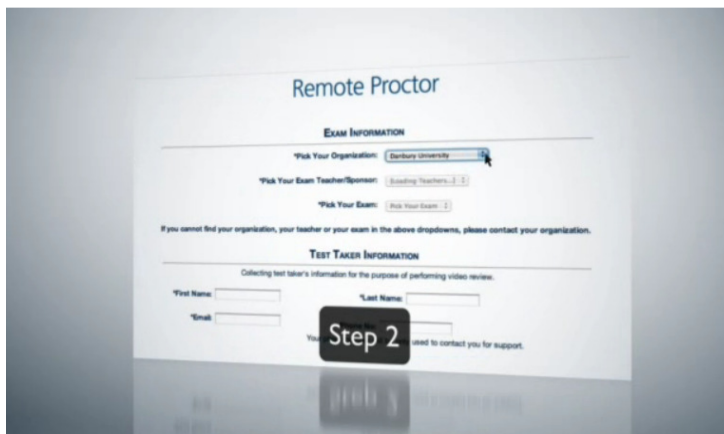 Remote Proctor
EXAM INFORMATION
*Pick Your Organization: Danbury University
*Pick Your Exam Teacher/Sponsor: (Loading Teachers...)
*Pick Your Exam: Pick Your Exam
If you cannot find your organization, your teacher or your exam in the above dropdowns, please contact your organization.
TEST TAKER INFORMATION
Collecting test taker's information for the purpose of performing video review.
*First Name: *Last Name:
*Email:
Step 2
used to contact you for support.